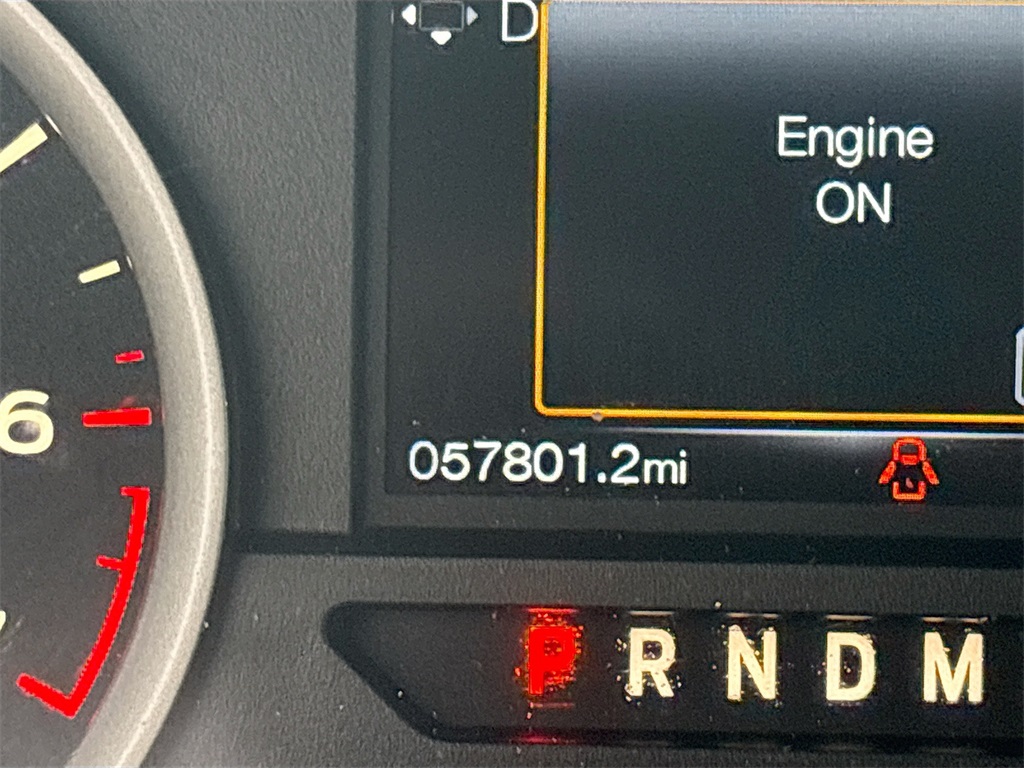 D
Engine
ON
6
057801.2mi
P R N D M